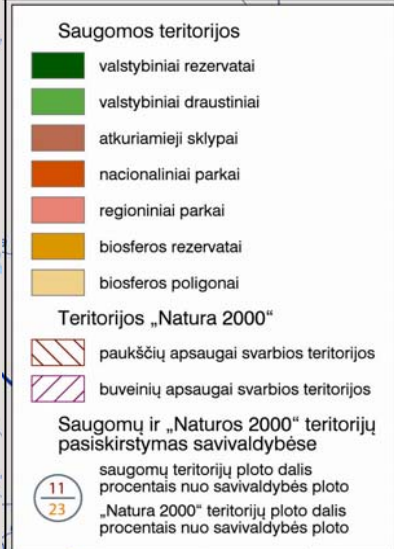 Saugomos teritorijos
valstybiniai rezervatai
valstybiniai draustiniai
atkuriamieji sklypai
nacionaliniai parkai
regioniniai parkai
biosferos rezervatai
biosferos poligonai
Teritorijos „Natura 2000“
paukščių apsaugai svarbios teritorijos
buveinių apsaugai svarbios teritorijos
Saugomų ir „Naturos 2000“ teritorijų
pasiskirstymas savivaldybėse
11
saugomų teritorijų ploto dalis
procentais nuo savivaldybės ploto
23
„Natura 2000“ teritorijų ploto dalis
procentais nuo savivaldybės ploto